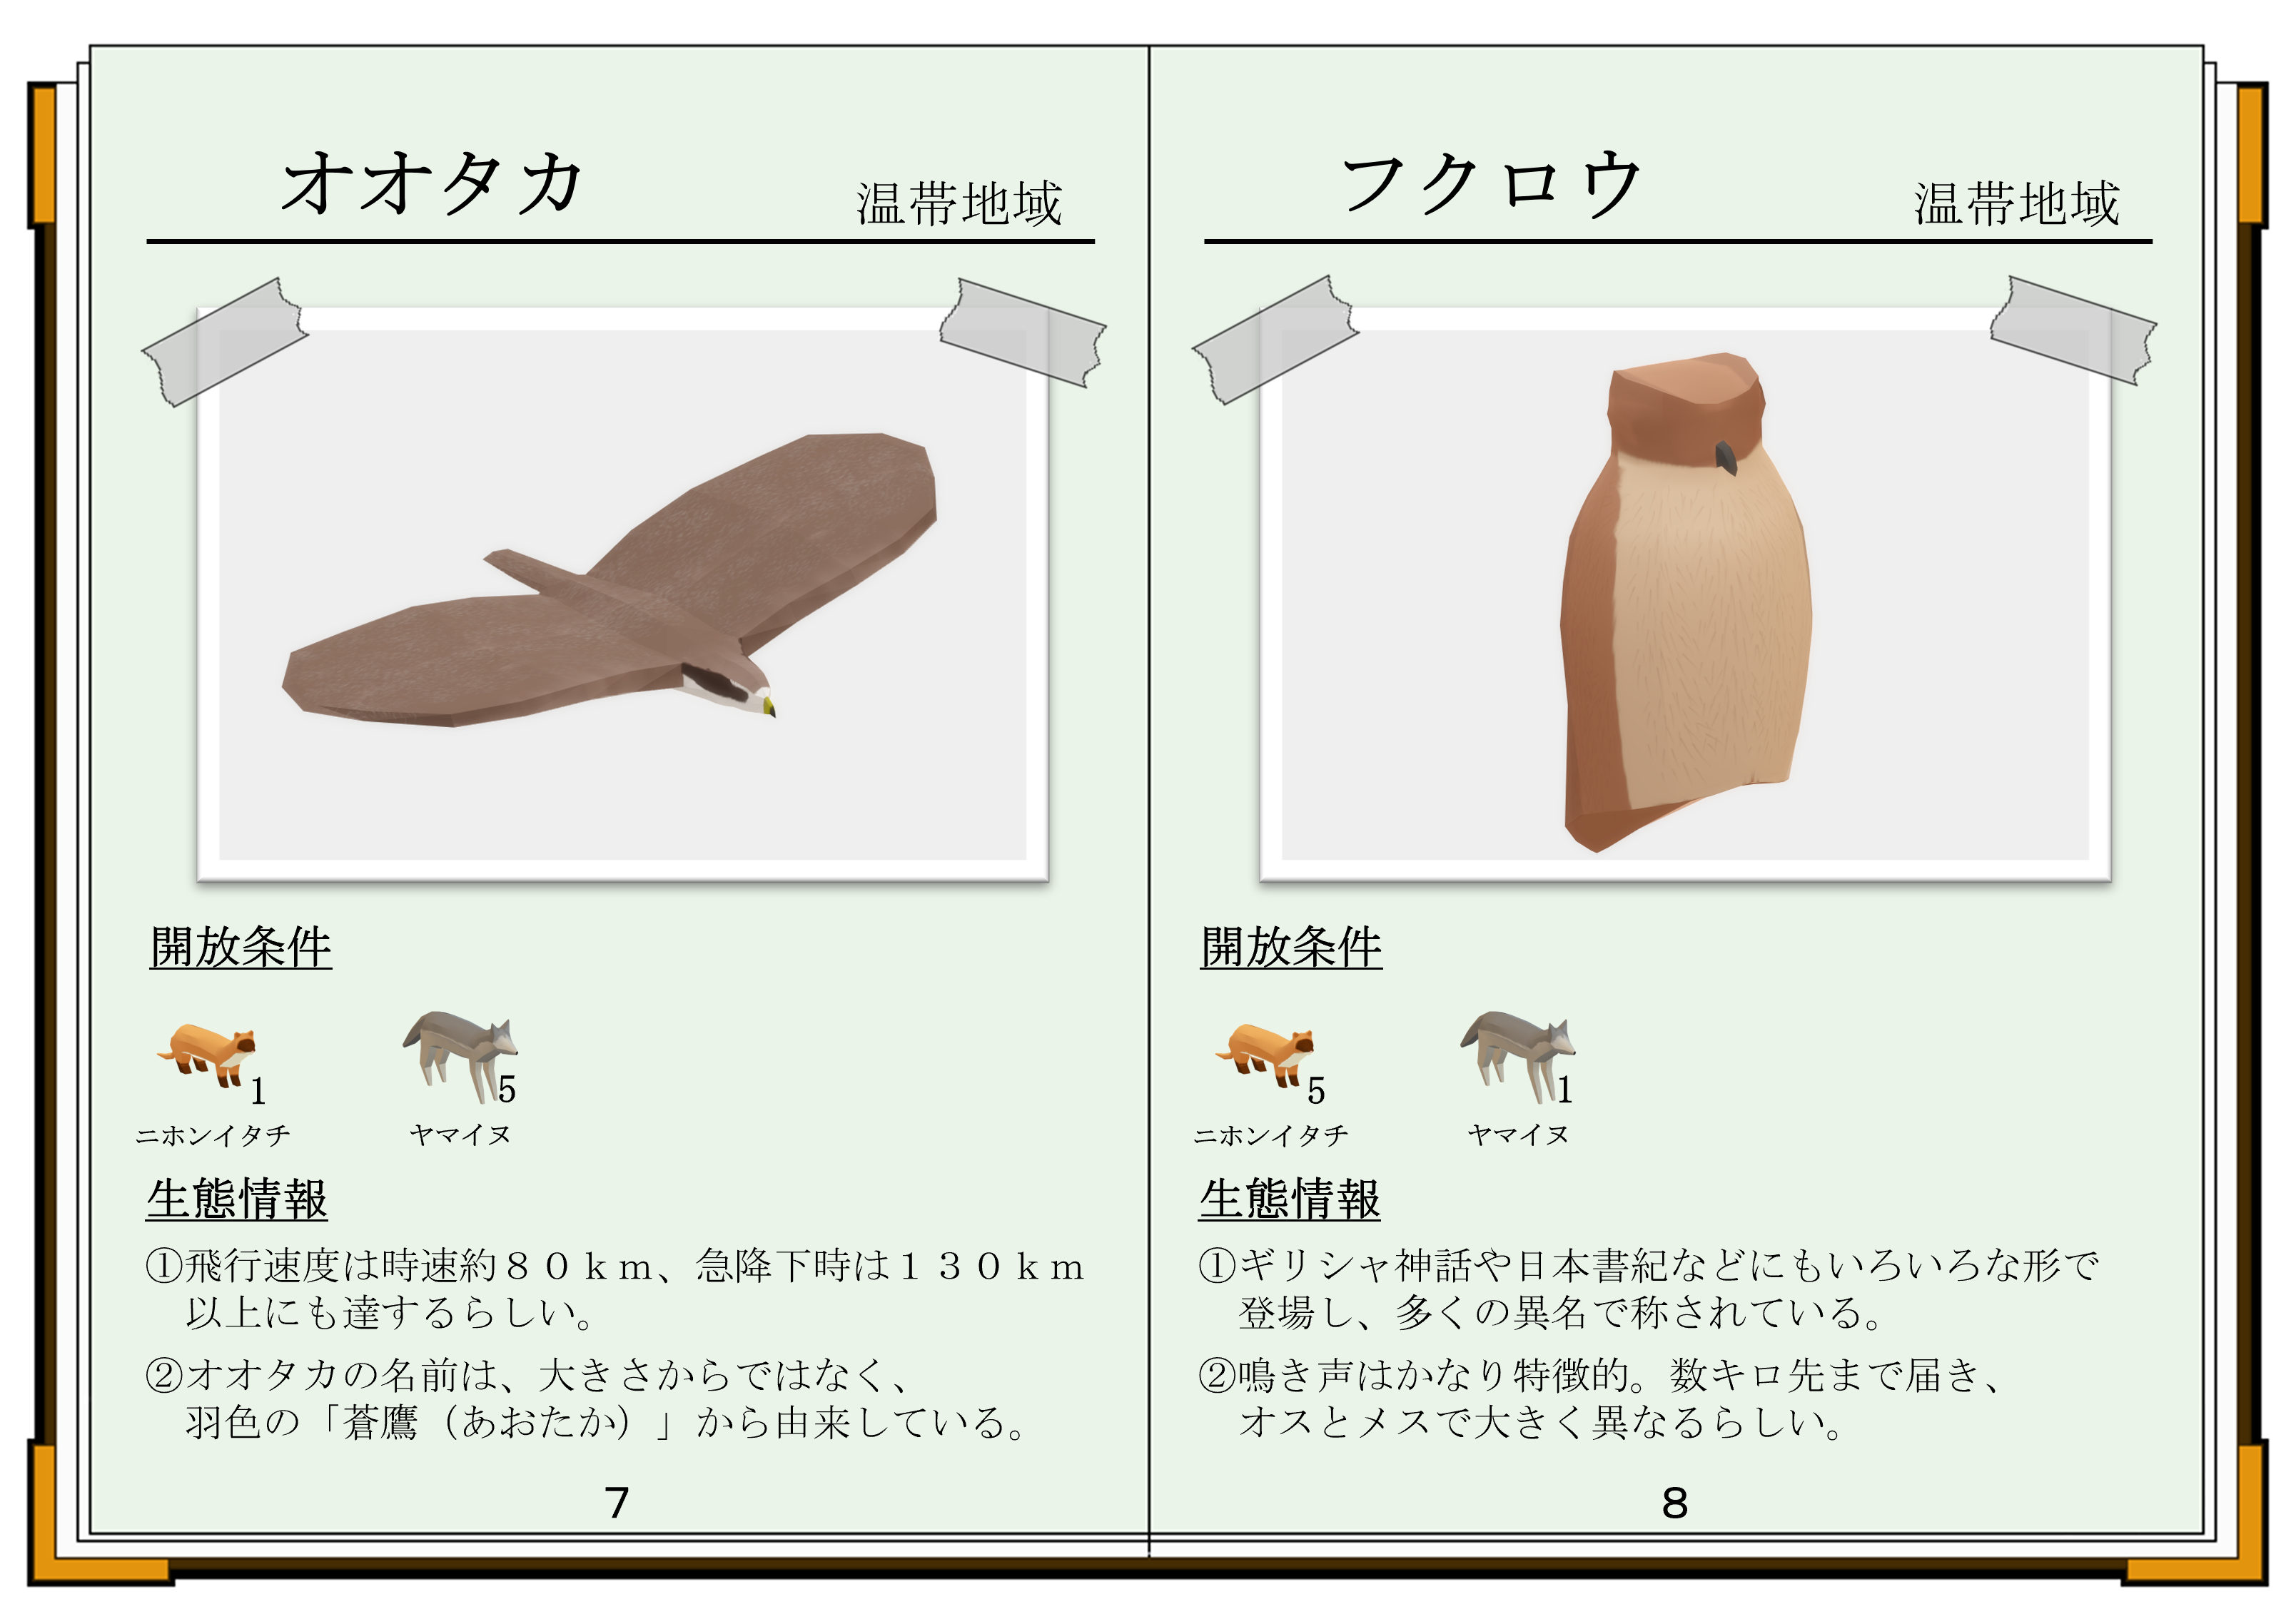 オオタカ
温帯地域
開放条件
1
5
ニホンイタチ
ヤマイヌ
生態情報
①飛行速度は時速約８０ｋｍ、急降下時は１３０ｋｍ
以上にも達するらしい。
②オオタカの名前は、大きさからではなく、
羽色の「蒼鷹（あおたか）」から由来している。
7
フクロウ
温帯地域
開放条件
5
1
ニホンイタチ
ヤマイヌ
生態情報
①ギリシャ神話や日本書紀などにもいろいろな形で
登場し、多くの異名で称されている。
②鳴き声はかなり特徴的。数キロ先まで届き、
オスとメスで大きく異なるらしい。
8